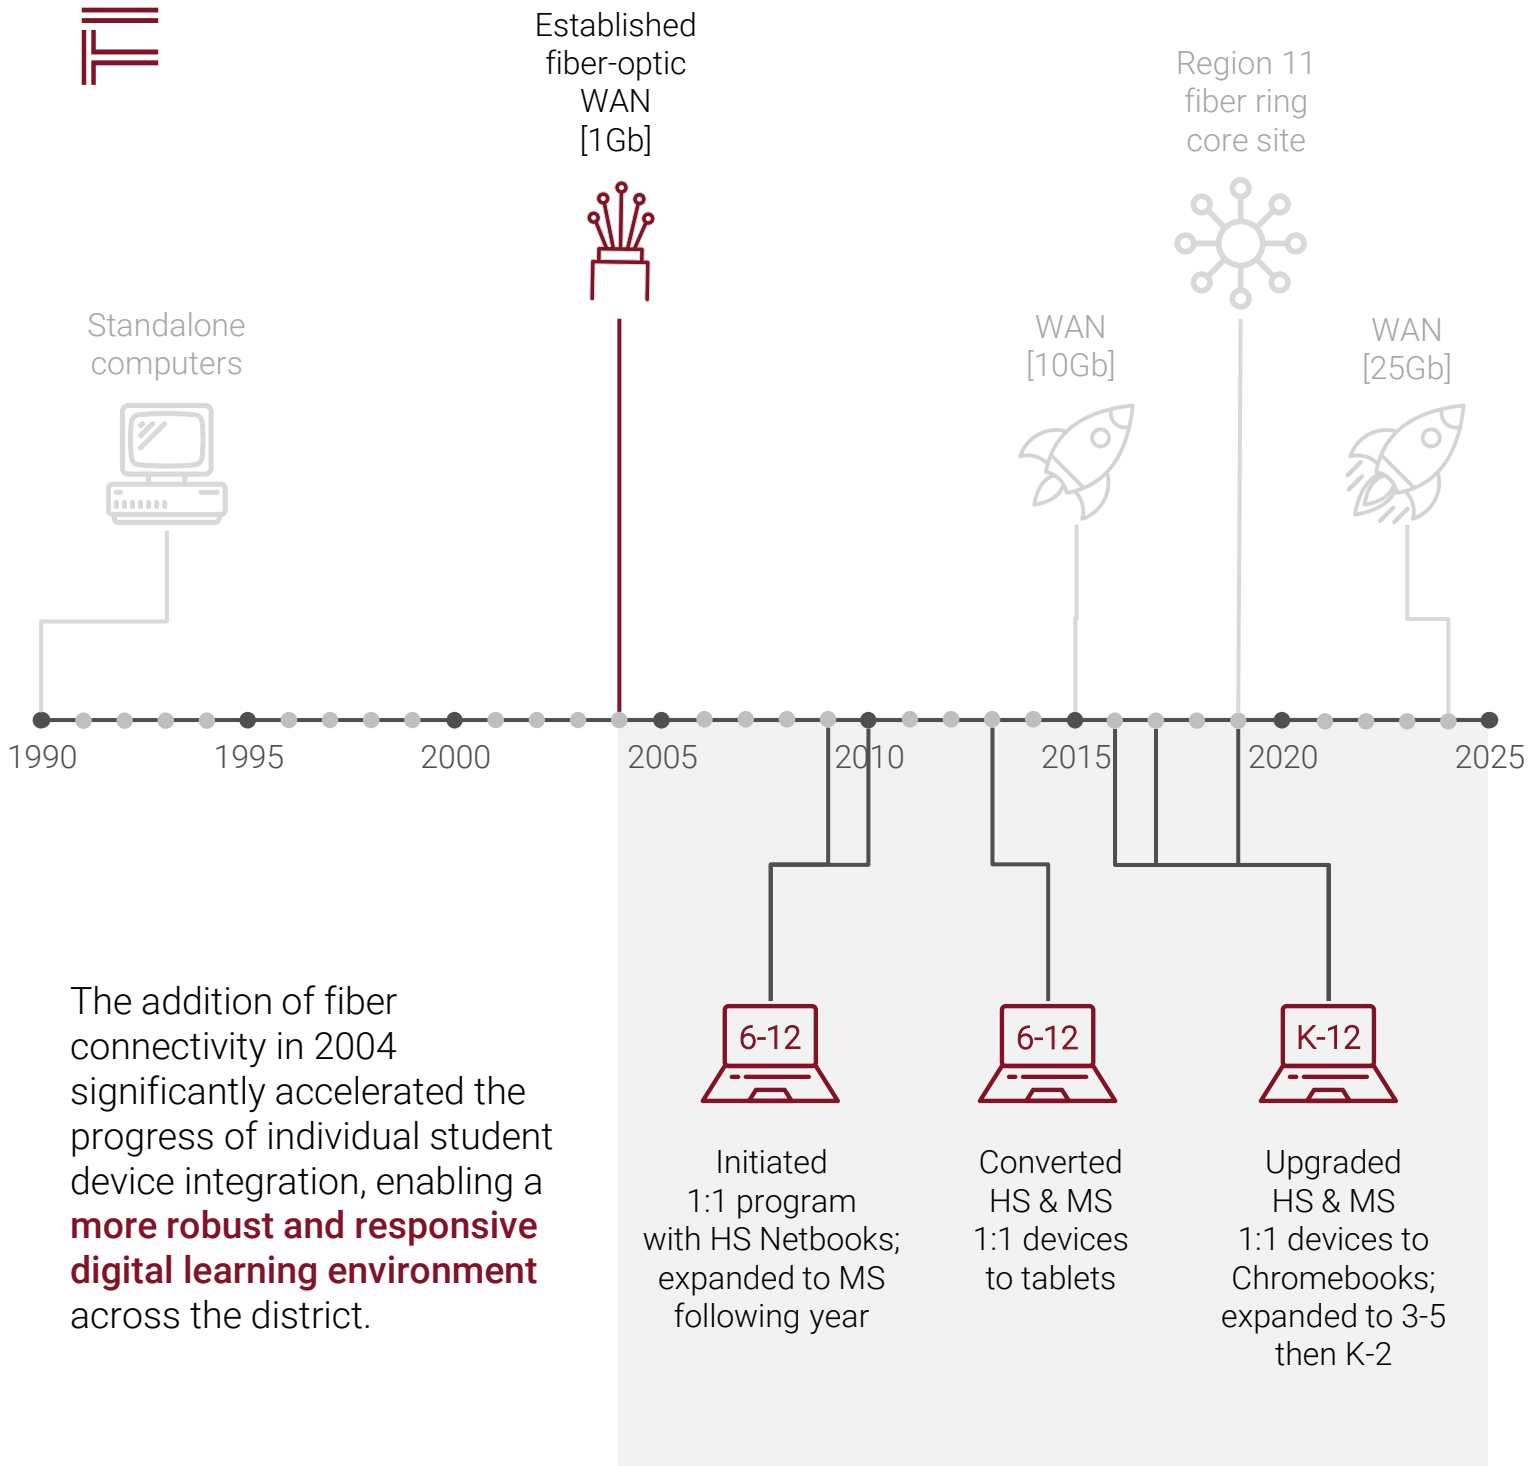 Established
fiber-optic
WAN
[1Gb]
Region 11
fiber ring
core site
Standalone
computers
WAN
[10Gb]
WAN
[25Gb]
1990
1995
2000
2005
2010
2015
2020
2025
The addition of fiber
connectivity in 2004
significantly accelerated the
progress of individual student
device integration, enabling a
more robust and responsive
digital learning environment
across the district.
6-12
Initiated
1:1 program
with HS Netbooks;
expanded to MS
following year
6-12
Converted
HS & MS
1:1 devices
to tablets
K-12
Upgraded
HS & MS
1:1 devices to
Chromebooks;
expanded to 3-5
then K-2